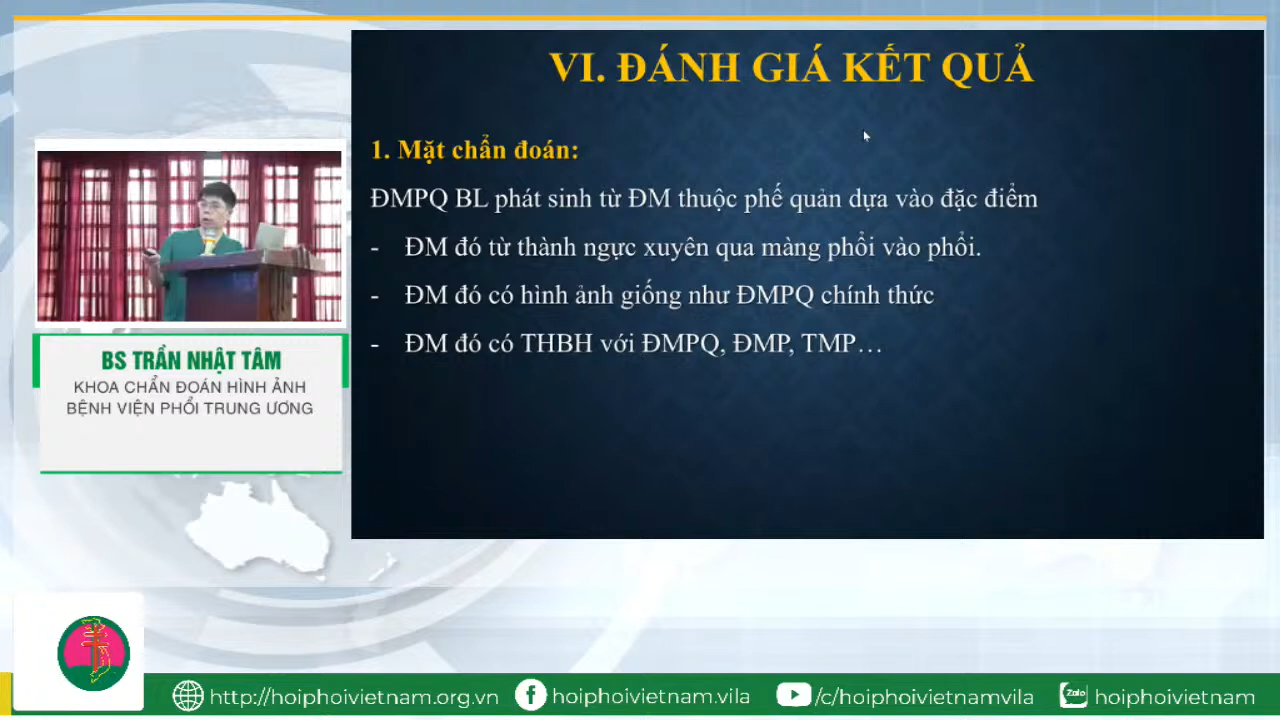 VI. ĐÁNH GIÁ KẾT QUẢ
1. Mặt chẩn đoán:
ĐMPQ BL phát sinh từ ĐM thuộc phế quản dựa vào đặc điểm
- ĐM đó từ thành ngực xuyên qua màng phổi vào phổi.
- ĐM đó có hình ảnh giống như ĐMPQ chính thức
- ĐM đó có THBH với ĐMPQ, ĐMP, TMP…
BS TRẦN NHẬT TÂM
KHOA CHẨN ĐOÁN HÌNH ẢNH
BỆNH VIỆN PHỔI TRUNG ƯƠNG
http://hoiphoivietnam.org.vn
hoiphoivietnam.vila
/c/hoiphoivietnamvila
Zalo
hoiphoivietnam